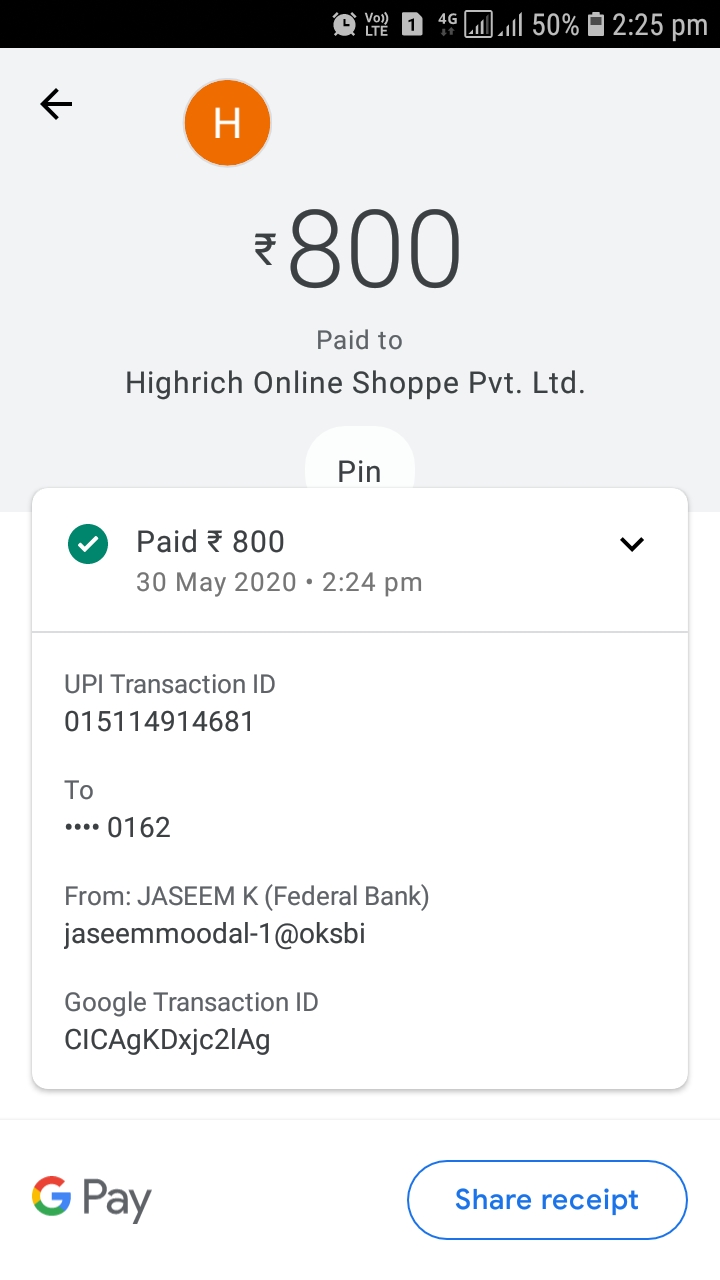 Vo)) LTE 1 4G 50% 2:25 pm
H
₹800
Paid to
Highrich Online Shoppe Pvt. Ltd.
Pin
Paid ₹ 800
30 May 2020 • 2:24 pm
UPI Transaction ID
015114914681
To
•••• 0162
From: JASEEM K (Federal Bank)
jaseemmoodal-1@oksbi
Google Transaction ID
CICAgKDxjc2lAg
G Pay
Share receipt